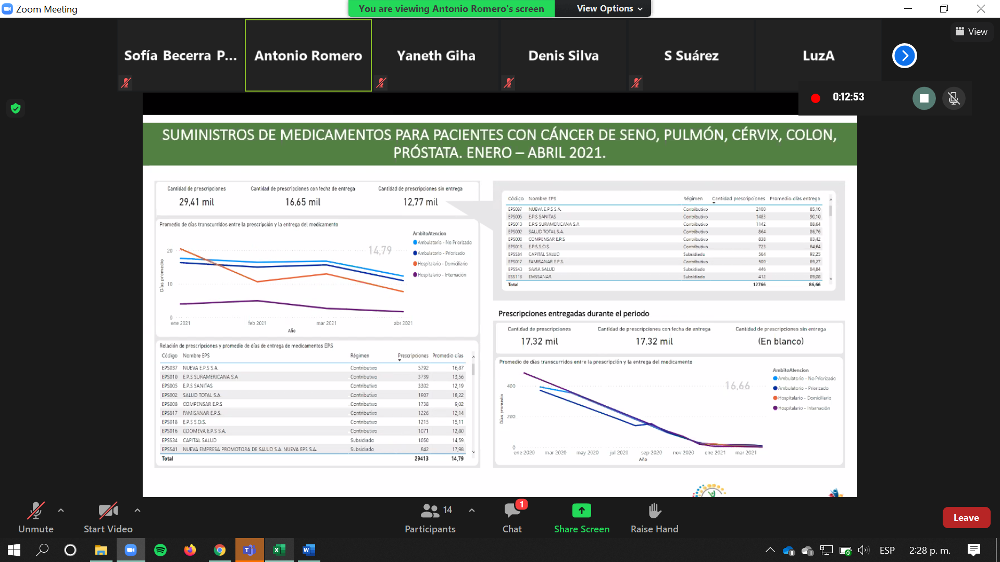 Zoom Meeting
You are viewing Antonio Romero's screen
View Options
View
Sofía Becerra P...
Antonio Romero
Yaneth Giha
Denis Silva
S Suárez
LuzA
0:12:53
SUMINISTROS DE MEDICAMENTOS PARA PACIENTES CON CÁNCER DE SENO, PULMÓN, CÉRVIX, COLON,
PRÓSTATA. ENERO – ABRIL 2021.
Cantidad de prescripciones
29,41 mil
Cantidad de prescripciones con fecha de entrega
16,65 mil
Cantidad de prescripciones sin entrega
12,77 mil
Promedio de días transcurridos entre la prescripción y la entrega del medicamento
14,79
AmbitoAtencion
Ambulatorio - No Priorizado
Ambulatorio - Priorizado
Hospitalario - Domiciliario
Hospitalario - Internación
Días promedio
20
10
0
ene 2021 feb 2021 mar 2021 abr 2021
Año
Relación de prescripciones y promedio de días de entrega de medicamentos EPS
Código Nombre EPS Régimen Prescripciones Promedio días
EPS037 NUEVA E.P.S S.A. Contributivo 5792 16,87
EPS010 E.P.S SURAMERICANA S.A Contributivo 3739 13,56
EPS005 E.P.S SANITAS Contributivo 3302 12,19
EPS002 SALUD TOTAL S.A. Contributivo 1907 18,22
EPS008 COMPENSAR E.P.S Contributivo 1738 9,02
EPS017 FAMISANAR E.P.S. Contributivo 1226 12,14
EPS018 E.P.S S.O.S. Contributivo 1215 15,11
EPS016 COOMEVA E.P.S S.A. Contributivo 1071 12,80
EPSS34 CAPITAL SALUD Subsidiado 1050 14,59
EPSS41 NUEVA EMPRESA PROMOTORA DE SALUD S.A. NUEVA EPS S.A. Subsidiado 842 17,98
Total 29413 14,79
Código Nombre EPS Régimen Cantidad prescripciones Promedio días entrega
EPS037 NUEVA E.P.S S.A. Contributivo 2100 85,10
EPS005 E.P.S SANITAS Contributivo 1483 90,10
EPS010 E.P.S SURAMERICANA S.A Contributivo 1142 88,64
EPS002 SALUD TOTAL S.A. Contributivo 864 86,76
EPS008 COMPENSAR E.P.S Contributivo 838 83,42
EPS018 E.P.S S.O.S. Contributivo 723 84,64
EPSS34 CAPITAL SALUD Subsidiado 564 92,25
EPS017 FAMISANAR E.P.S. Contributivo 500 89,27
EPSS40 SAVIA SALUD Subsidiado 446 84,84
ESS118 EMSSANAR Subsidiado 412 89,08
Total 12766 86,66
Prescripciones entregadas durante el periodo
Cantidad de prescripciones
17,32 mil
Cantidad de prescripciones con fecha de entrega
17,32 mil
Cantidad de prescripciones sin entrega
(En blanco)
Promedio de días transcurridos entre la prescripción y la entrega del medicamento
16,66
AmbitoAtencion
Ambulatorio - No Priorizado
Ambulatorio - Priorizado
Hospitalario - Domiciliario
Hospitalario - Internación
Días promedio
400
200
0
ene 2020 mar 2020 may 2020 jul 2020 sep 2020 nov 2020 ene 2021 mar 2021
Año
Unmute
Start Video
14
Participants
1
Chat
Share Screen
Raise Hand
Leave
ESP
2:28 p. m.